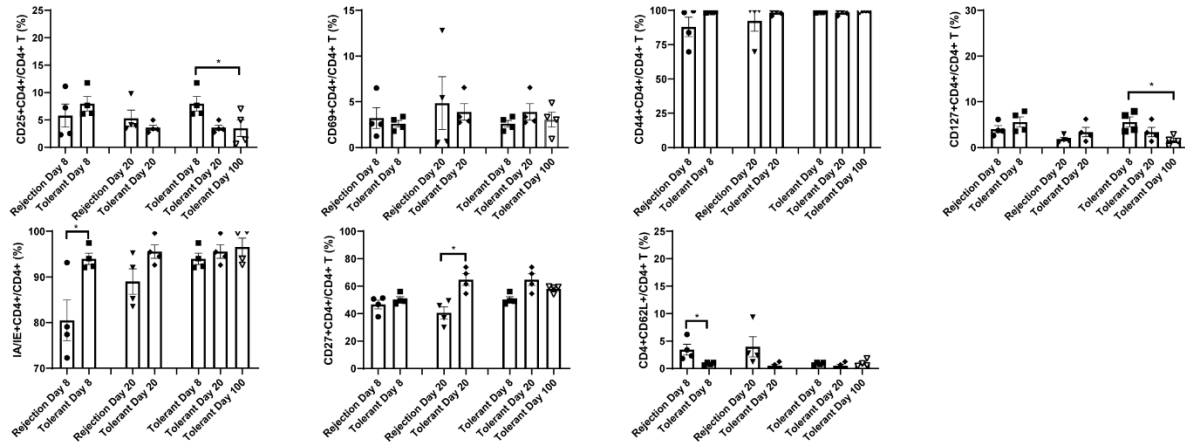 CD25+CD4+/CD4+ T (%)
25
20
15
10
5
0
*
Rejection Day 8
Tolerant Day 8
Rejection Day 20
Tolerant Day 20
Tolerant Day 8
Tolerant Day 20
Tolerant Day 100
CD69+CD4+/CD4+ T (%)
15
10
5
0
Rejection Day 8
Tolerant Day 8
Rejection Day 20
Tolerant Day 20
Tolerant Day 8
Tolerant Day 20
Tolerant Day 100
CD44+CD4+/CD4+ T (%)
100
75
50
25
0
Rejection Day 8
Tolerant Day 8
Rejection Day 20
Tolerant Day 20
Tolerant Day 8
Tolerant Day 20
Tolerant Day 100
CD127+CD4+/CD4+ T (%)
30
20
10
0
*
Rejection Day 8
Tolerant Day 8
Rejection Day 20
Tolerant Day 20
Tolerant Day 8
Tolerant Day 20
Tolerant Day 100
IA/IE+CD4+/CD4+ (%)
100
90
80
70
*
Rejection Day 8
Tolerant Day 8
Rejection Day 20
Tolerant Day 20
Tolerant Day 8
Tolerant Day 20
Tolerant Day 100
CD27+CD4+/CD4+ T (%)
100
80
60
40
20
0
*
Rejection Day 8
Tolerant Day 8
Rejection Day 20
Tolerant Day 20
Tolerant Day 8
Tolerant Day 20
Tolerant Day 100
CD4+CD62L+/CD4+ T (%)
25
20
15
10
5
0
*
Rejection Day 8
Tolerant Day 8
Rejection Day 20
Tolerant Day 20
Tolerant Day 8
Tolerant Day 20
Tolerant Day 100